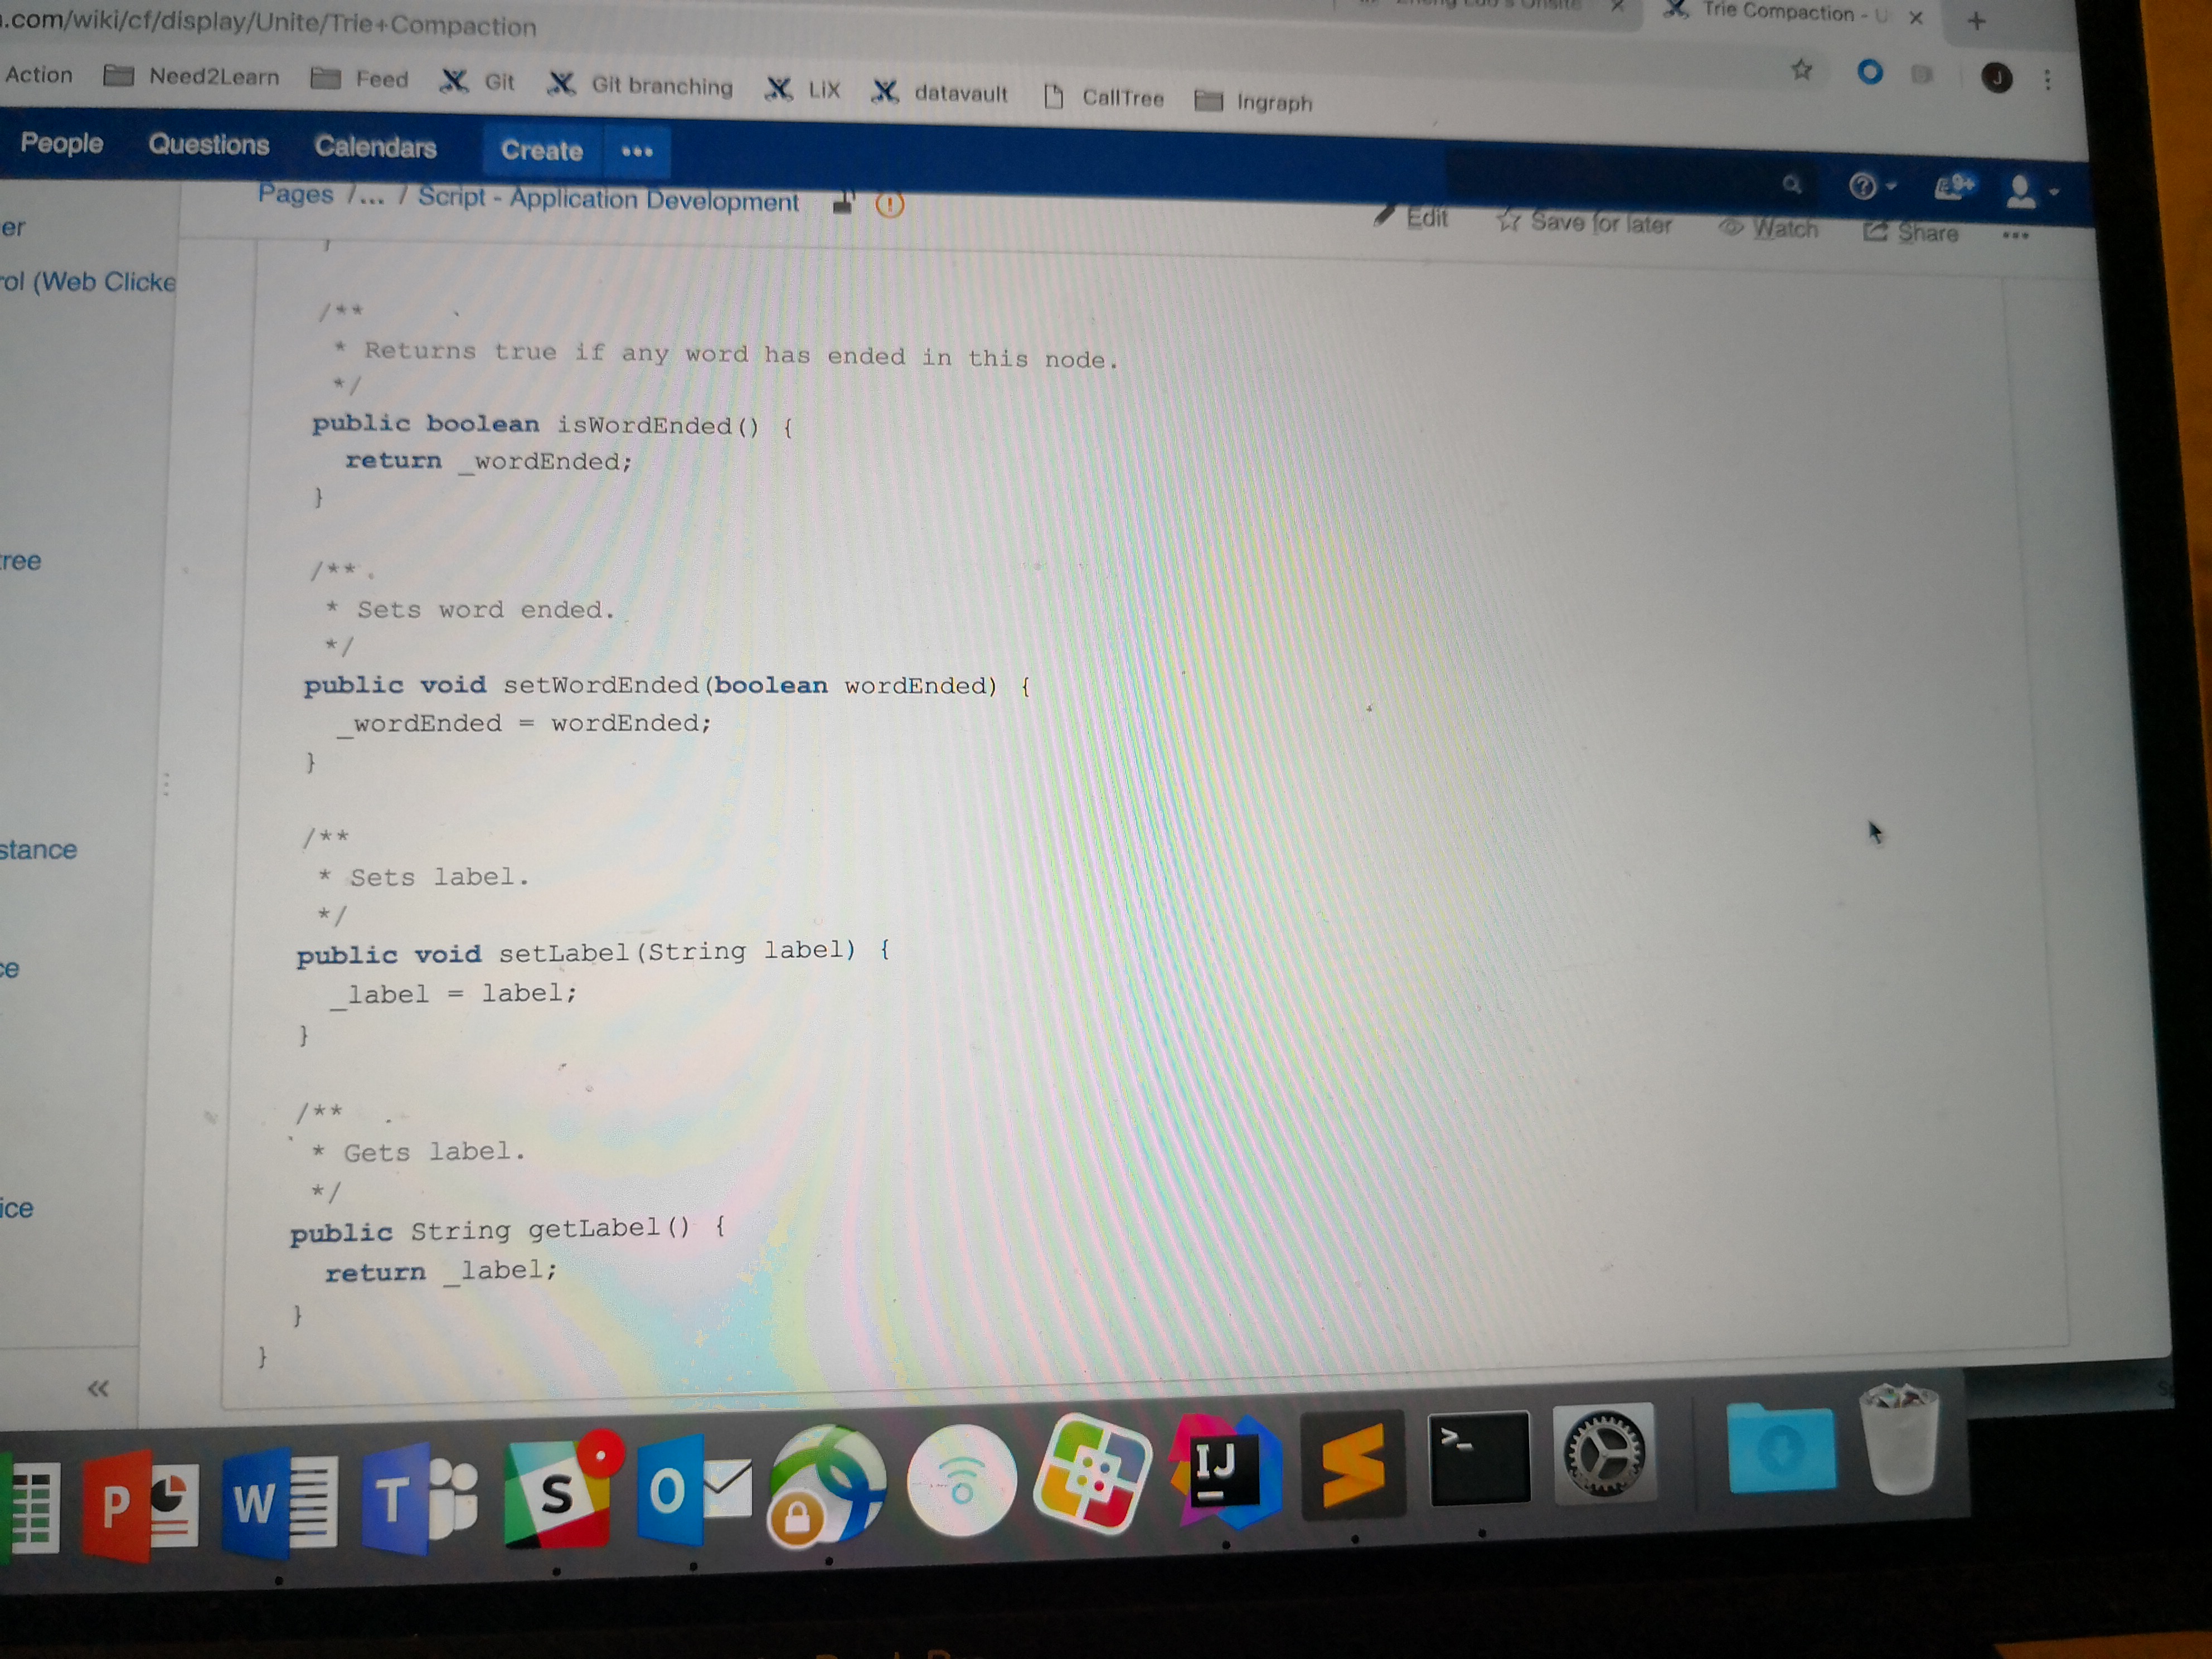 .com/wiki/cf/display/Unite/Trie+Compaction
Trie Compaction - U
Action Need2Learn Feed Git Git branching LiX datavault CallTree Ingraph
J
People Questions Calendars Create
Pages /... / Script - Application Development
Edit Save for later Watch Share
9+
er
rol (Web Clicke
ree
stance
ce
ice
}
/**
* Returns true if any word has ended in this node.
*/
public boolean isWordEnded() {
return _wordEnded;
}
/**
* Sets word ended.
*/
public void setWordEnded(boolean wordEnded) {
_wordEnded = wordEnded;
}
/**
* Sets label.
*/
public void setLabel(String label) {
_label = label;
}
/**
* Gets label.
*/
public String getLabel() {
return _label;
}
}
«
P W T S O IJ >_